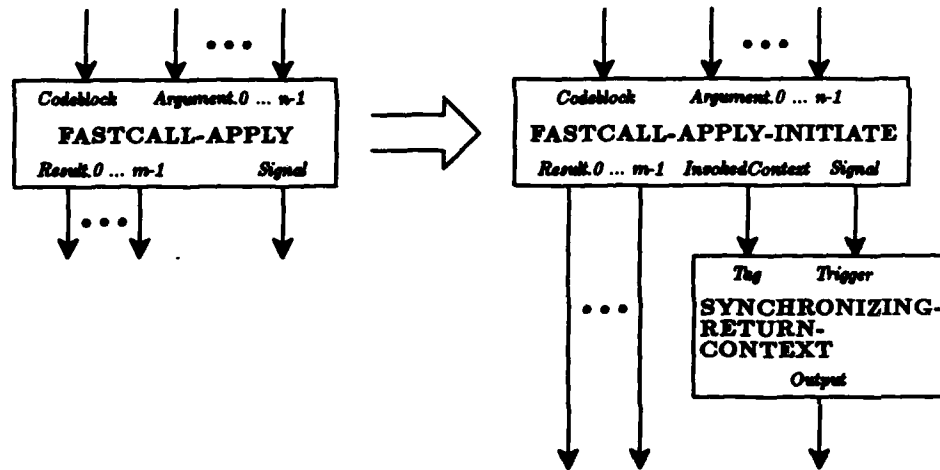 Codeblock Argument.0 ... n-1
FASTCALL-APPLY
Result.0 ... m-1 Signal
Codeblock Argument.0 ... n-1
FASTCALL-APPLY-INITIATE
Result.0 ... m-1 InvokedContext Signal
Tag Trigger
SYNCHRONIZING-
RETURN-
CONTEXT
Output